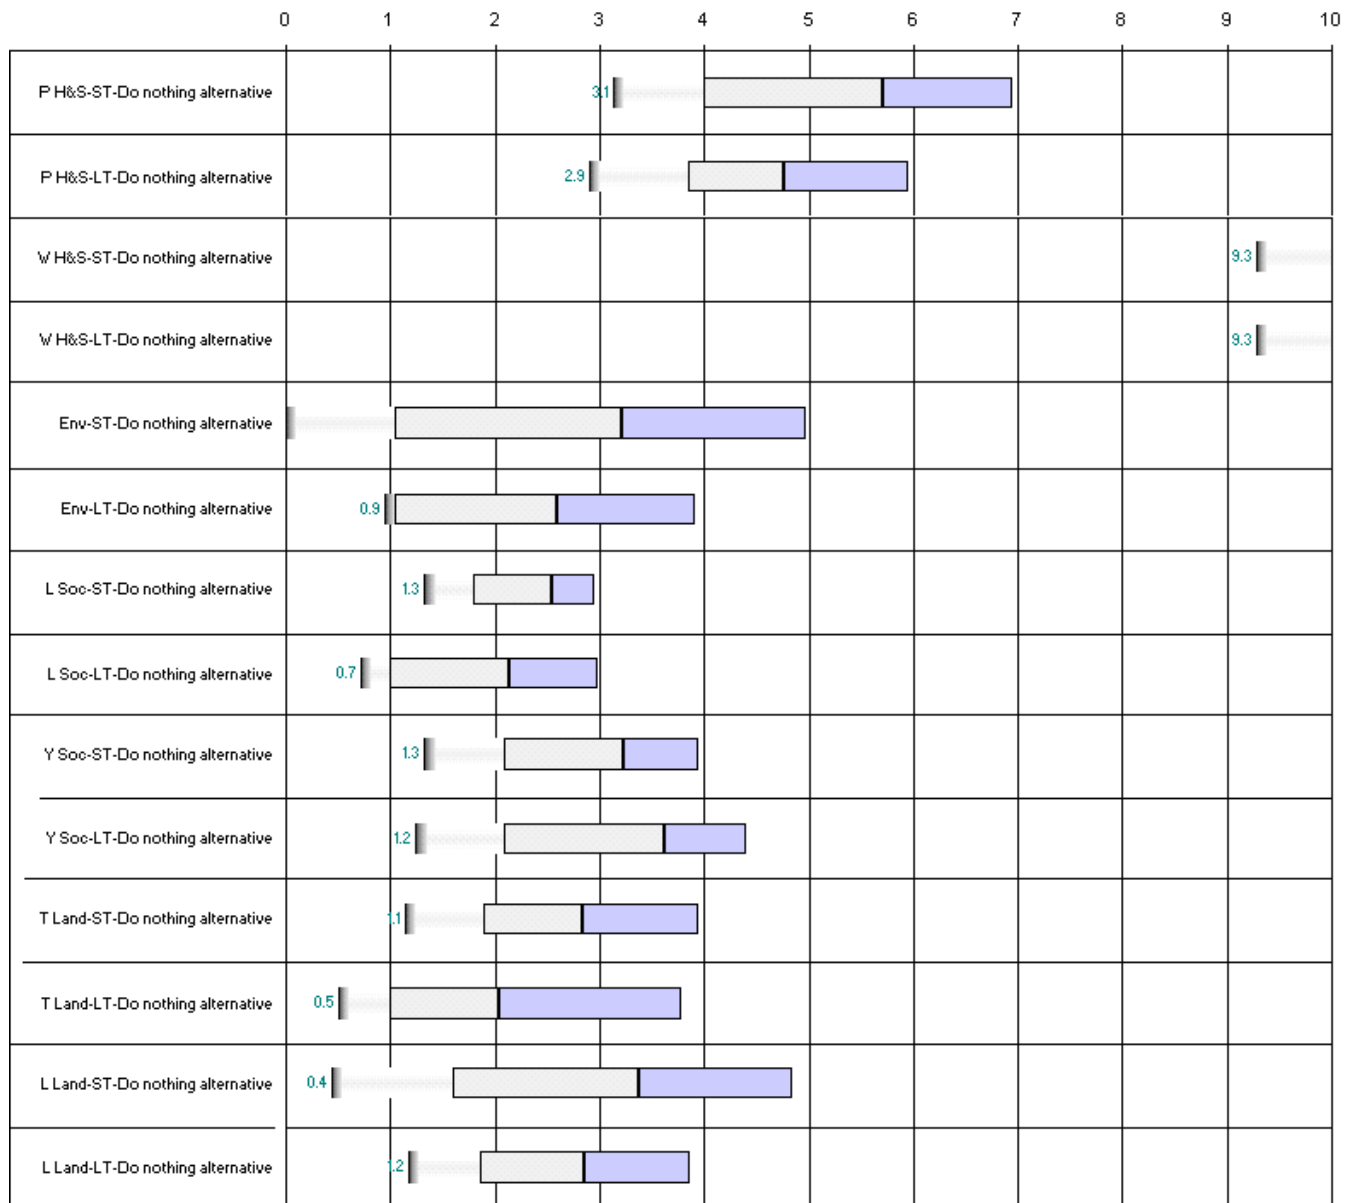 0 1 2 3 4 5 6 7 8 9 10
P H&S-ST-Do nothing alternative 3.1
P H&S-LT-Do nothing alternative 2.9
W H&S-ST-Do nothing alternative 9.3
W H&S-LT-Do nothing alternative 9.3
Env-ST-Do nothing alternative
Env-LT-Do nothing alternative 0.9
L Soc-ST-Do nothing alternative 1.3
L Soc-LT-Do nothing alternative 0.7
Y Soc-ST-Do nothing alternative 1.3
Y Soc-LT-Do nothing alternative 1.2
T Land-ST-Do nothing alternative 1.1
T Land-LT-Do nothing alternative 0.5
L Land-ST-Do nothing alternative 0.4
L Land-LT-Do nothing alternative 1.2